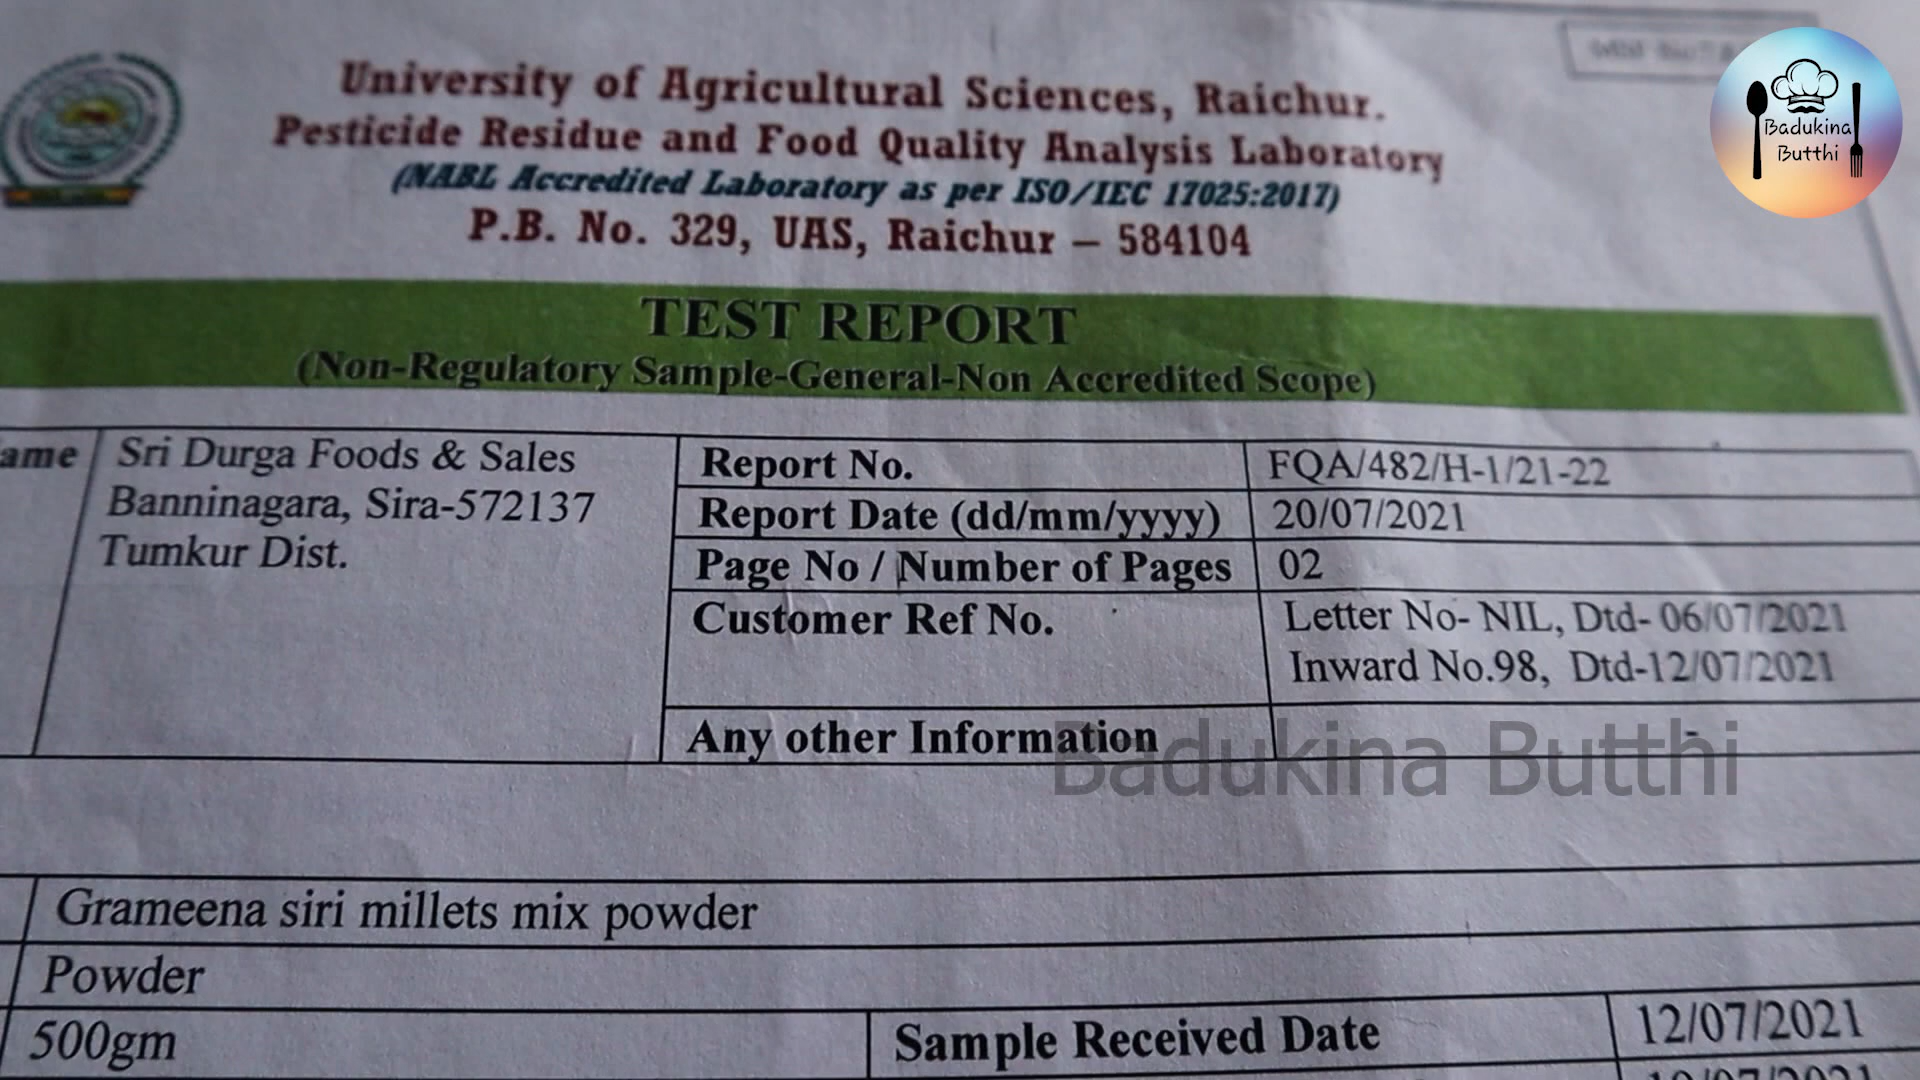 Badukina
Butthi
University of Agricultural Sciences, Raichur.
Pesticide Residue and Food Quality Analysis Laboratory
(NABL Accredited Laboratory as per ISO/IEC 17025:2017)
P.B. No. 329, UAS, Raichur – 584104
TEST REPORT
(Non-Regulatory Sample-General-Non Accredited Scope)
ame Sri Durga Foods & Sales
Banninagara, Sira-572137
Tumkur Dist.
Report No. FQA/482/H-1/21-22
Report Date (dd/mm/yyyy) 20/07/2021
Page No / Number of Pages 02
Customer Ref No. Letter No- NIL, Dtd- 06/07/2021
Inward No.98, Dtd-12/07/2021
Any other Information -
Badukina Butthi
Grameena siri millets mix powder
Powder
500gm Sample Received Date 12/07/2021